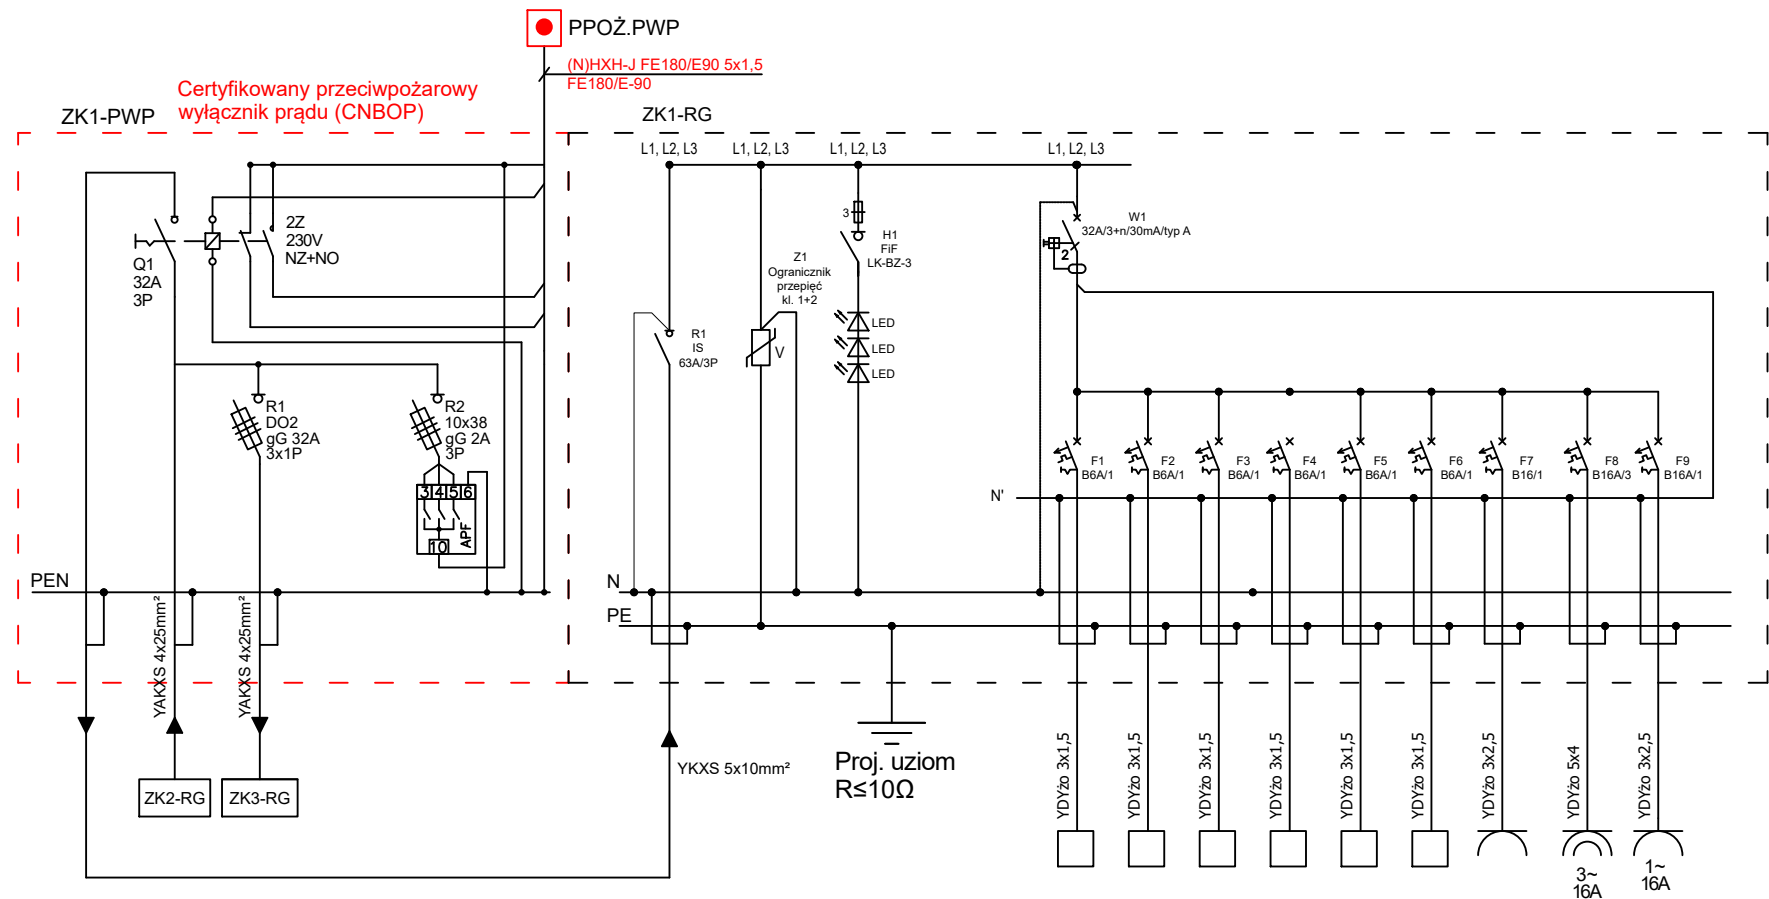 PPOŻ.PWP
(N)HXH-J FE180/E90 5x1,5
FE180/E-90
Certyfikowany przeciwpożarowy
wyłącznik prądu (CNBOP)
ZK1-PWP
ZK1-RG
L1, L2, L3
L1, L2, L3
L1, L2, L3
L1, L2, L3
Q1
32A
3P
2Z
230V
NZ+NO
R1
DO2
gG 32A
3x1P
R2
10x38
gG 2A
3P
3 4 5 6
APF
10
PEN
YAKXS 4x25mm²
YAKXS 4x25mm²
ZK2-RG
ZK3-RG
R1
IS
63A/3P
Z1
Ogranicznik
przepięć
kl. 1+2
V
3
H1
FiF
LK-BZ-3
LED
LED
LED
W1
32A/3+n/30mA/typ A
2
F1
B6A/1
F2
B6A/1
F3
B6A/1
F4
B6A/1
F5
B6A/1
F6
B6A/1
F7
B16/1
F8
B16A/3
F9
B16A/1
N'
N
PE
YKXS 5x10mm²
Proj. uziom
R≤10Ω
YDYżo 3x1,5
YDYżo 3x1,5
YDYżo 3x1,5
YDYżo 3x1,5
YDYżo 3x1,5
YDYżo 3x1,5
YDYżo 3x2,5
YDYżo 5x4
YDYżo 3x2,5
3~
16A
1~
16A